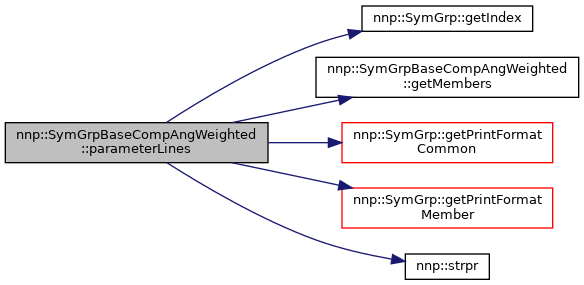 nnp::SymGrp::getIndex
nnp::SymGrpBaseCompAngWeighted
::getMembers
nnp::SymGrpBaseCompAngWeighted
::parameterLines
nnp::SymGrp::getPrintFormat
Common
nnp::SymGrp::getPrintFormat
Member
nnp::strpr